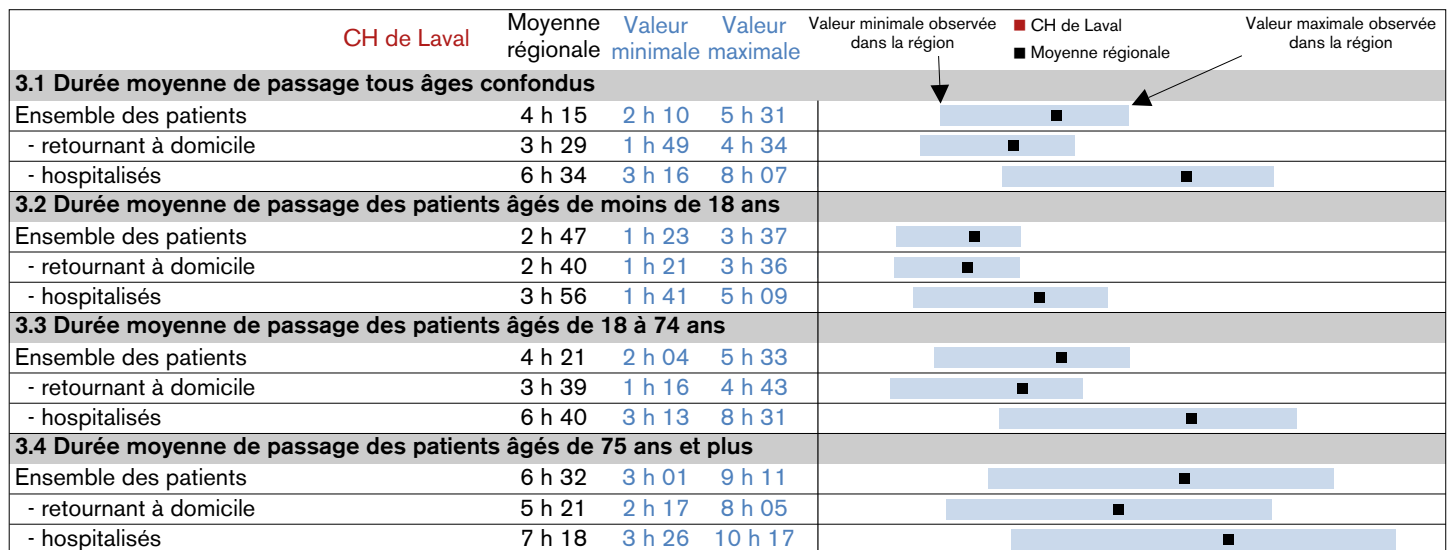 CH de Laval Moyenne régionale Valeur minimale Valeur maximale
Valeur minimale observée dans la région
CH de Laval
Moyenne régionale
Valeur maximale observée dans la région
3.1 Durée moyenne de passage tous âges confondus
Ensemble des patients 4 h 15 2 h 10 5 h 31
- retournant à domicile 3 h 29 1 h 49 4 h 34
- hospitalisés 6 h 34 3 h 16 8 h 07
3.2 Durée moyenne de passage des patients âgés de moins de 18 ans
Ensemble des patients 2 h 47 1 h 23 3 h 37
- retournant à domicile 2 h 40 1 h 21 3 h 36
- hospitalisés 3 h 56 1 h 41 5 h 09
3.3 Durée moyenne de passage des patients âgés de 18 à 74 ans
Ensemble des patients 4 h 21 2 h 04 5 h 33
- retournant à domicile 3 h 39 1 h 16 4 h 43
- hospitalisés 6 h 40 3 h 13 8 h 31
3.4 Durée moyenne de passage des patients âgés de 75 ans et plus
Ensemble des patients 6 h 32 3 h 01 9 h 11
- retournant à domicile 5 h 21 2 h 17 8 h 05
- hospitalisés 7 h 18 3 h 26 10 h 17